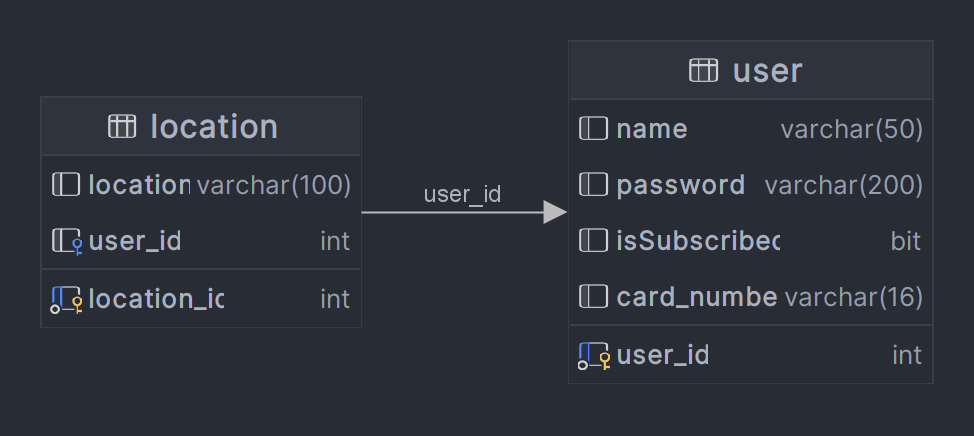 location
location varchar(100)
user_id int
location_ic int
user_id
user
name varchar(50)
password varchar(200)
isSubscribec bit
card_numbe varchar(16)
user_id int